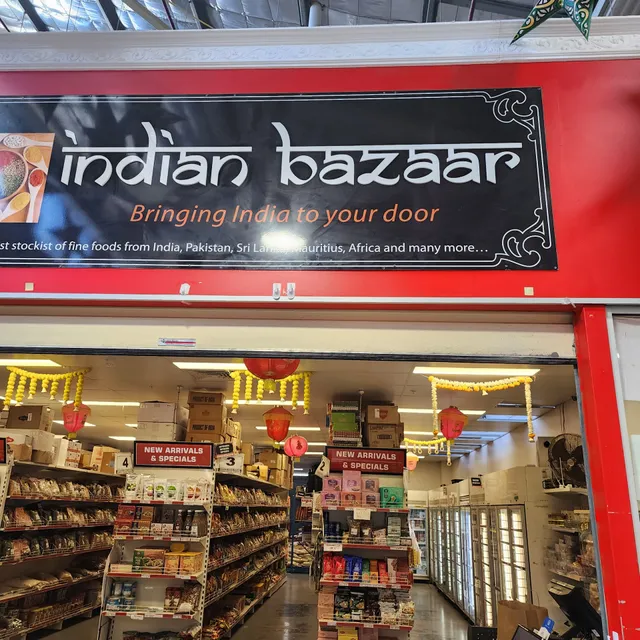 indian bazaar
Bringing India to your door
st stockist of fine foods from India, Pakistan, Sri Lanka, Mauritius, Africa and many more...
NEW ARRIVALS
& SPECIALS
4
3
NEW ARRIVALS
& SPECIALS